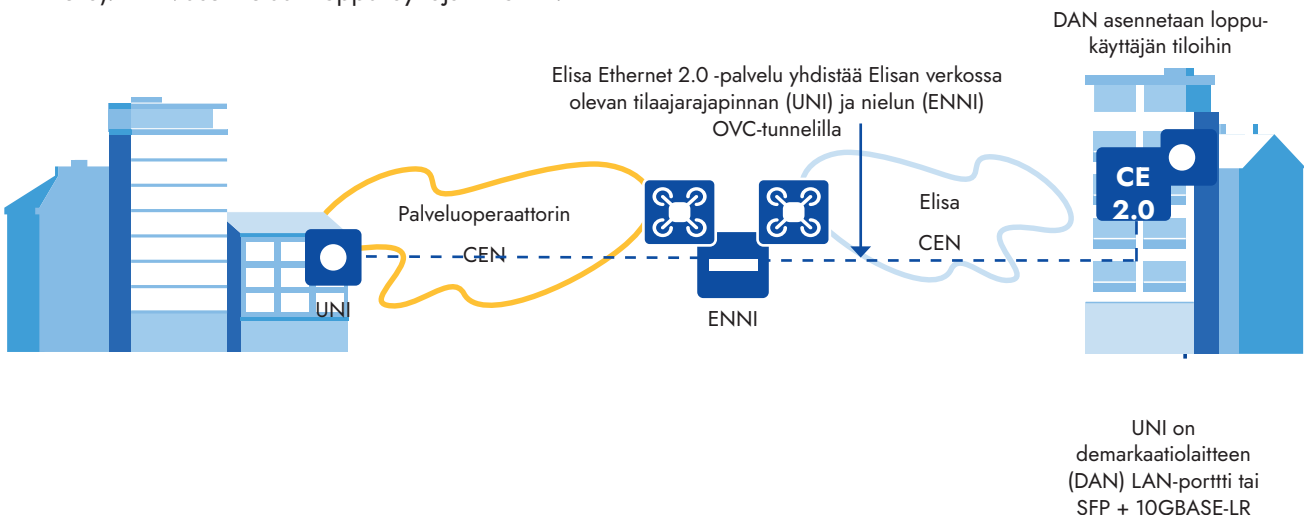 DAN asennetaan loppu-
käyttäjän tiloihin
Elisa Ethernet 2.0 -palvelu yhdistää Elisan verkossa
olevan tilaajarajapinnan (UNI) ja nielun (ENNI)
OVC-tunnelilla
CE
2.0
Palveluoperaattorin
CEN
Elisa
CEN
UNI
ENNI
UNI on
demarkaatiolaitteen
(DAN) LAN-porttti tai
SFP + 10GBASE-LR